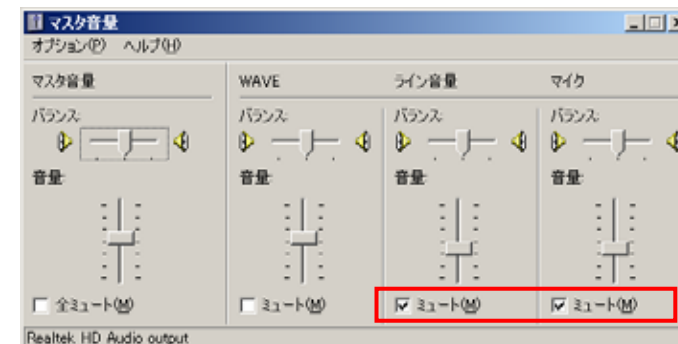 マスタ音量
オプション(P) ヘルプ(H)
マスタ音量 WAVE ライン音量 マイク
バランス: バランス: バランス: バランス:
音量: 音量: 音量: 音量:
全ミュート(M) ミュート(M) ミュート(M) ミュート(M)
Realtek HD Audio output